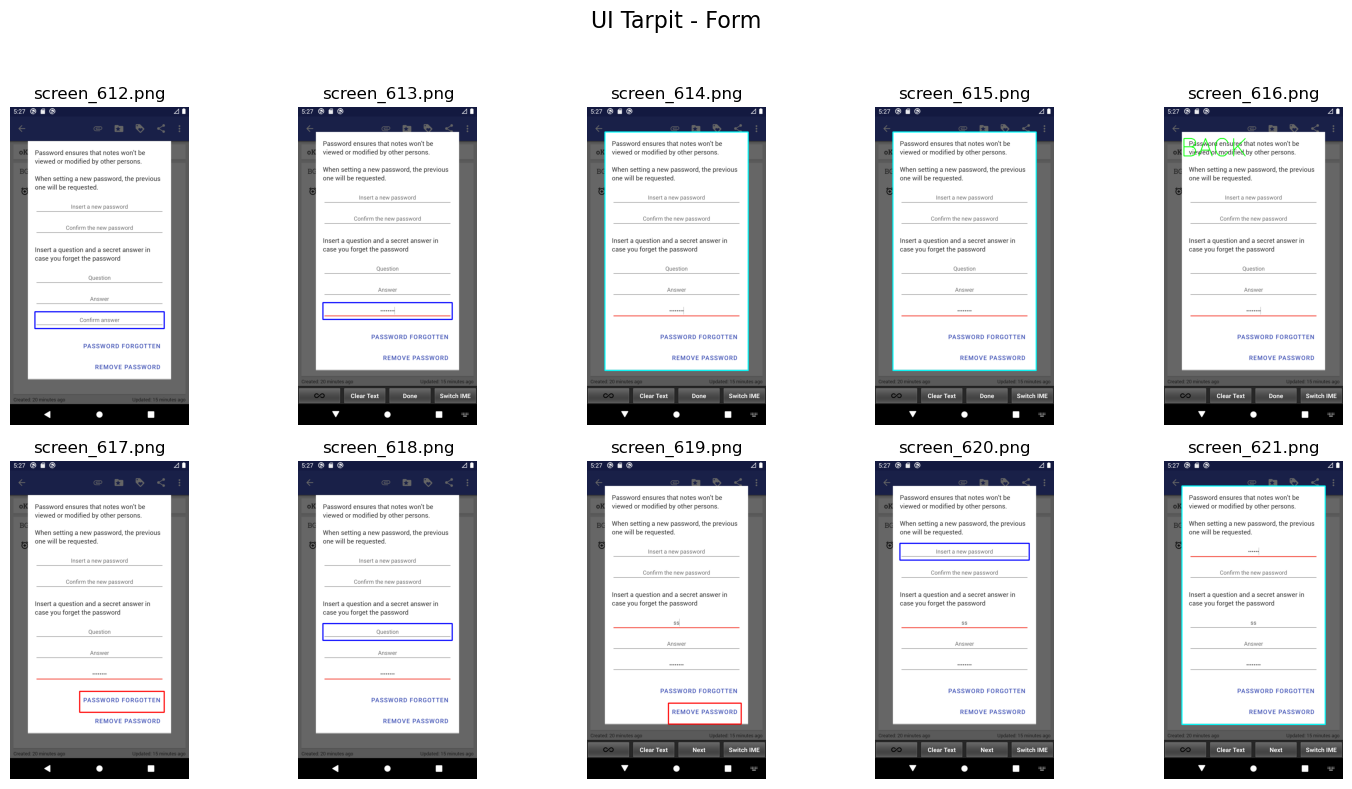 UI Tarpit - Form
screen_612.png
5:27
Password ensures that notes won't be
viewed or modified by other persons.
When setting a new password, the previous
one will be requested.
Insert a new password
Confirm the new password
Insert a question and a secret answer in
case you forget the password
Question
Answer
Confirm answer
PASSWORD FORGOTTEN
REMOVE PASSWORD
Created: 20 minutes ago
Updated: 15 minutes ago
screen_613.png
5:27
Password ensures that notes won't be
viewed or modified by other persons.
When setting a new password, the previous
one will be requested.
Insert a new password
Confirm the new password
Insert a question and a secret answer in
case you forget the password
Question
Answer
PASSWORD FORGOTTEN
REMOVE PASSWORD
Created: 20 minutes ago
Updated: 15 minutes ago
Clear Text
Done
Switch IME
screen_614.png
5:27
Password ensures that notes won't be
viewed or modified by other persons.
When setting a new password, the previous
one will be requested.
Insert a new password
Confirm the new password
Insert a question and a secret answer in
case you forget the password
Question
Answer
PASSWORD FORGOTTEN
REMOVE PASSWORD
Created: 20 minutes ago
Updated: 15 minutes ago
Clear Text
Done
Switch IME
screen_615.png
5:27
Password ensures that notes won't be
viewed or modified by other persons.
When setting a new password, the previous
one will be requested.
Insert a new password
Confirm the new password
Insert a question and a secret answer in
case you forget the password
Question
Answer
PASSWORD FORGOTTEN
REMOVE PASSWORD
Created: 20 minutes ago
Updated: 15 minutes ago
Clear Text
Done
Switch IME
screen_616.png
5:27
BACK
Password ensures that notes won't be
viewed or modified by other persons.
When setting a new password, the previous
one will be requested.
Insert a new password
Confirm the new password
Insert a question and a secret answer in
case you forget the password
Question
Answer
PASSWORD FORGOTTEN
REMOVE PASSWORD
Created: 20 minutes ago
Updated: 15 minutes ago
Clear Text
Done
Switch IME
screen_617.png
5:27
Password ensures that notes won't be
viewed or modified by other persons.
When setting a new password, the previous
one will be requested.
Insert a new password
Confirm the new password
Insert a question and a secret answer in
case you forget the password
Question
Answer
PASSWORD FORGOTTEN
REMOVE PASSWORD
Created: 20 minutes ago
Updated: 15 minutes ago
screen_618.png
5:27
Password ensures that notes won't be
viewed or modified by other persons.
When setting a new password, the previous
one will be requested.
Insert a new password
Confirm the new password
Insert a question and a secret answer in
case you forget the password
Question
Answer
PASSWORD FORGOTTEN
REMOVE PASSWORD
Created: 20 minutes ago
Updated: 15 minutes ago
screen_619.png
5:27
Password ensures that notes won't be
viewed or modified by other persons.
When setting a new password, the previous
one will be requested.
Insert a new password
Confirm the new password
Insert a question and a secret answer in
case you forget the password
ss
Answer
PASSWORD FORGOTTEN
REMOVE PASSWORD
Created: 20 minutes ago
Updated: 15 minutes ago
Clear Text
Next
Switch IME
screen_620.png
5:27
Password ensures that notes won't be
viewed or modified by other persons.
When setting a new password, the previous
one will be requested.
Insert a new password
Confirm the new password
Insert a question and a secret answer in
case you forget the password
ss
Answer
PASSWORD FORGOTTEN
REMOVE PASSWORD
Created: 20 minutes ago
Updated: 15 minutes ago
Clear Text
Next
Switch IME
screen_621.png
5:27
Password ensures that notes won't be
viewed or modified by other persons.
When setting a new password, the previous
one will be requested.
Confirm the new password
Insert a question and a secret answer in
case you forget the password
ss
Answer
PASSWORD FORGOTTEN
REMOVE PASSWORD
Created: 20 minutes ago
Updated: 15 minutes ago
Clear Text
Next
Switch IME